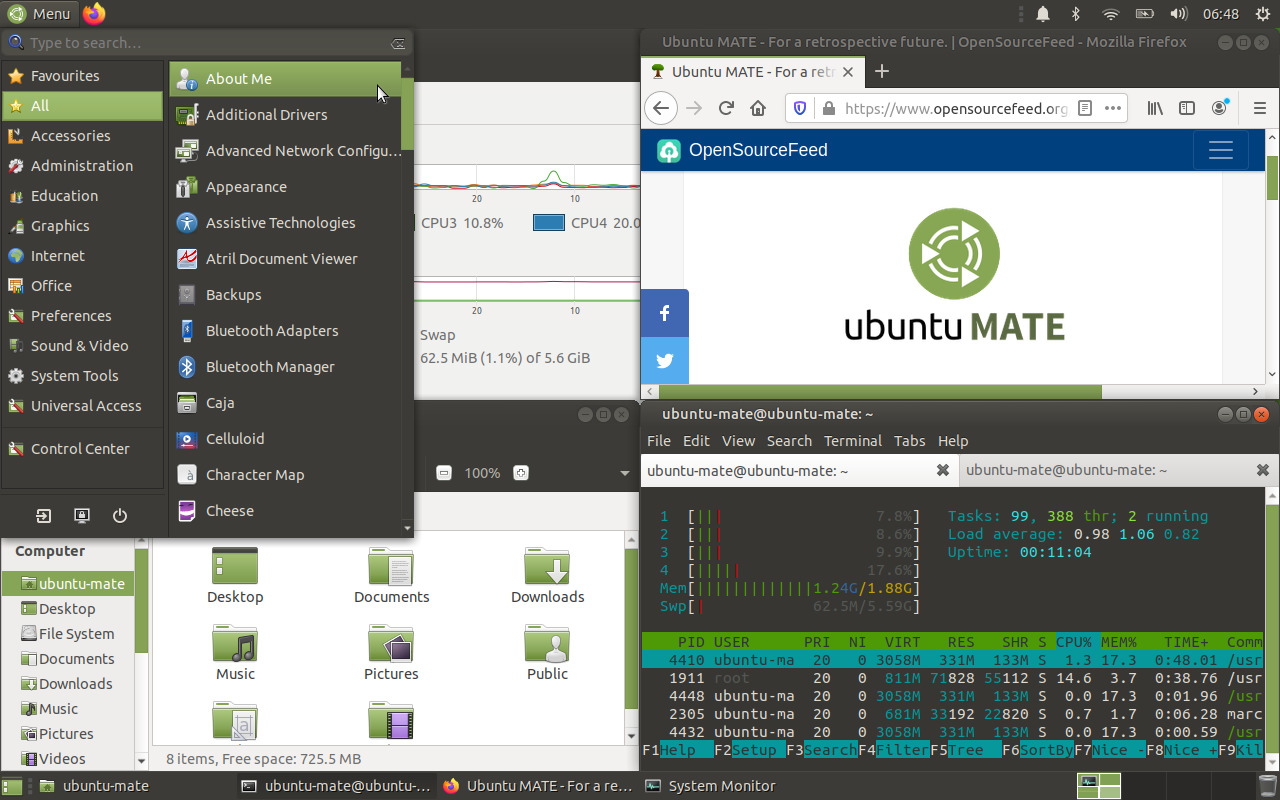 Menu
06:48
Type to search...
Favourites
All
Accessories
Administration
Education
Graphics
Internet
Office
Preferences
Sound & Video
System Tools
Universal Access
Control Center
About Me
Additional Drivers
Advanced Network Configu...
Appearance
Assistive Technologies
Atril Document Viewer
Backups
Bluetooth Adapters
Bluetooth Manager
Caja
Celluloid
Character Map
Cheese
20 10
CPU3 10.8% CPU4 20.0
20 10
Swap
62.5 MiB (1.1%) of 5.6 GiB
Ubuntu MATE - For a retrospective future. | OpenSourceFeed - Mozilla Firefox
Ubuntu MATE - For a retr
https://www.opensourcefeed.org
OpenSourceFeed
ubuntu MATE
100%
Computer
ubuntu-mate
Desktop
File System
Documents
Downloads
Music
Pictures
Videos
Desktop Documents Downloads
Music Pictures Public
8 items, Free space: 725.5 MB
ubuntu-mate@ubuntu-mate: ~
File Edit View Search Terminal Tabs Help
ubuntu-mate@ubuntu-mate: ~ ubuntu-mate@ubuntu-mate: ~
1 [||| 7.8%] Tasks: 99, 388 thr; 2 running
2 [||| 8.6%] Load average: 0.98 1.06 0.82
3 [||| 9.9%] Uptime: 00:11:04
4 [||||| 17.6%]
Mem[|||||||||||||1.24G/1.88G]
Swp[| 62.5M/5.59G]
PID USER PRI NI VIRT RES SHR S CPU% MEM% TIME+ Comm
4410 ubuntu-ma 20 0 3058M 331M 133M S 1.3 17.3 0:48.01 /usr
1911 root 20 0 811M 71828 55112 S 14.6 3.7 0:38.76 /usr
4448 ubuntu-ma 20 0 3058M 331M 133M S 0.0 17.3 0:01.96 /usr
2305 ubuntu-ma 20 0 681M 33192 22820 S 0.7 1.7 0:06.28 marc
4432 ubuntu-ma 20 0 3058M 331M 133M S 0.0 17.3 0:00.59 /usr
F1Help F2Setup F3SearchF4FilterF5Tree F6SortByF7Nice -F8Nice +F9Kil
ubuntu-mate
ubuntu-mate@ubuntu-...
Ubuntu MATE - For a re...
System Monitor